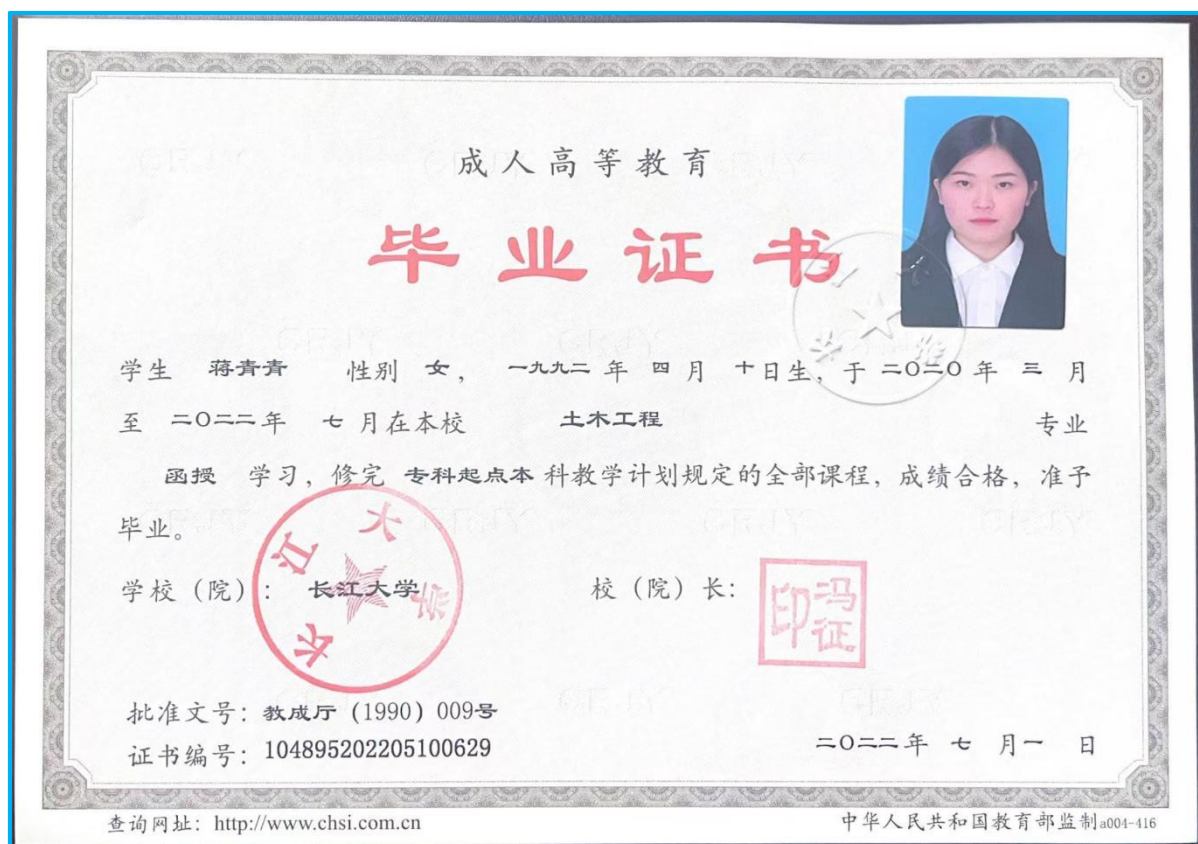 成人高等教育
毕业证书
学生 蒋青青 性别 女， 一九九二 年 四 月 十日生，于 二〇二〇 年 三 月
至 二〇二二年 七 月在本校 土木工程 专业
函授 学习，修完 专科起点本 科教学计划规定的全部课程，成绩合格，准予
毕业。
学校（院）： 长江大学 校（院）长：
长江大学
冯征印
批准文号：教成厅（1990）009号
证书编号：104895202205100629
二〇二二年 七 月一 日
查询网址：http://www.chsi.com.cn
中华人民共和国教育部监制a004-416